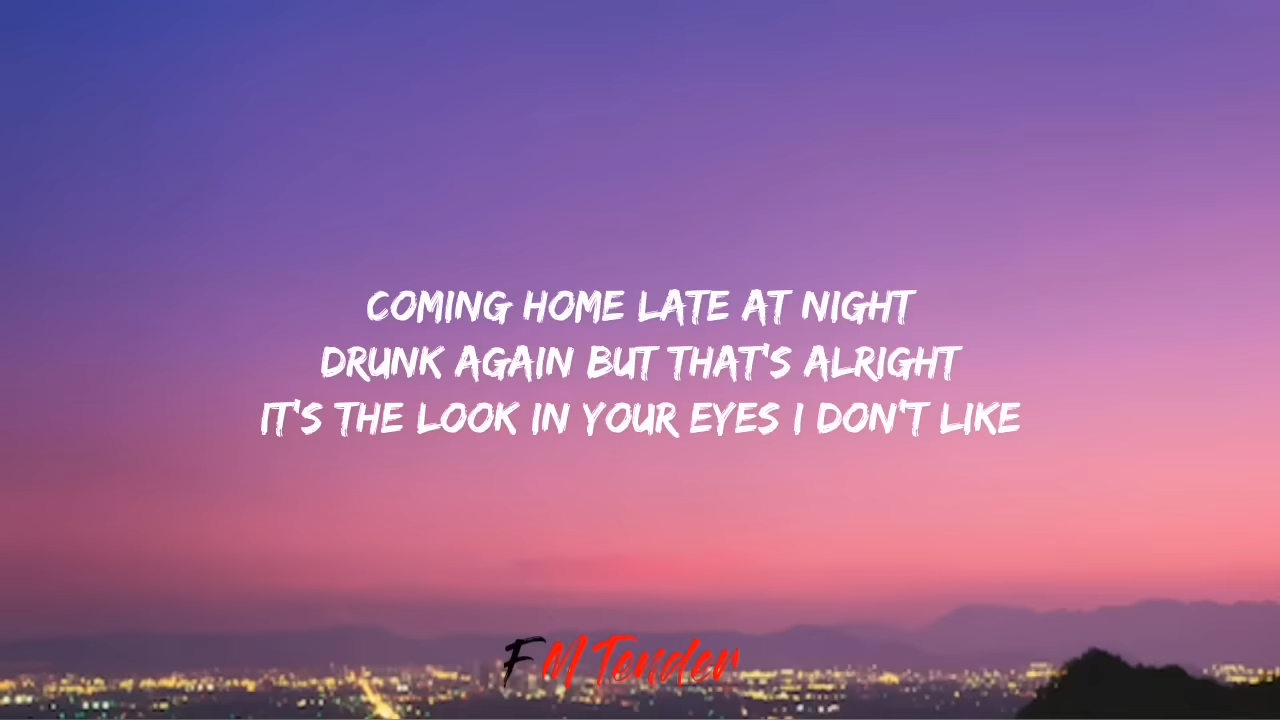 COMING HOME LATE AT NIGHT
DRUNK AGAIN BUT THAT'S ALRIGHT
IT'S THE LOOK IN YOUR EYES I DON'T LIKE
FM Tender